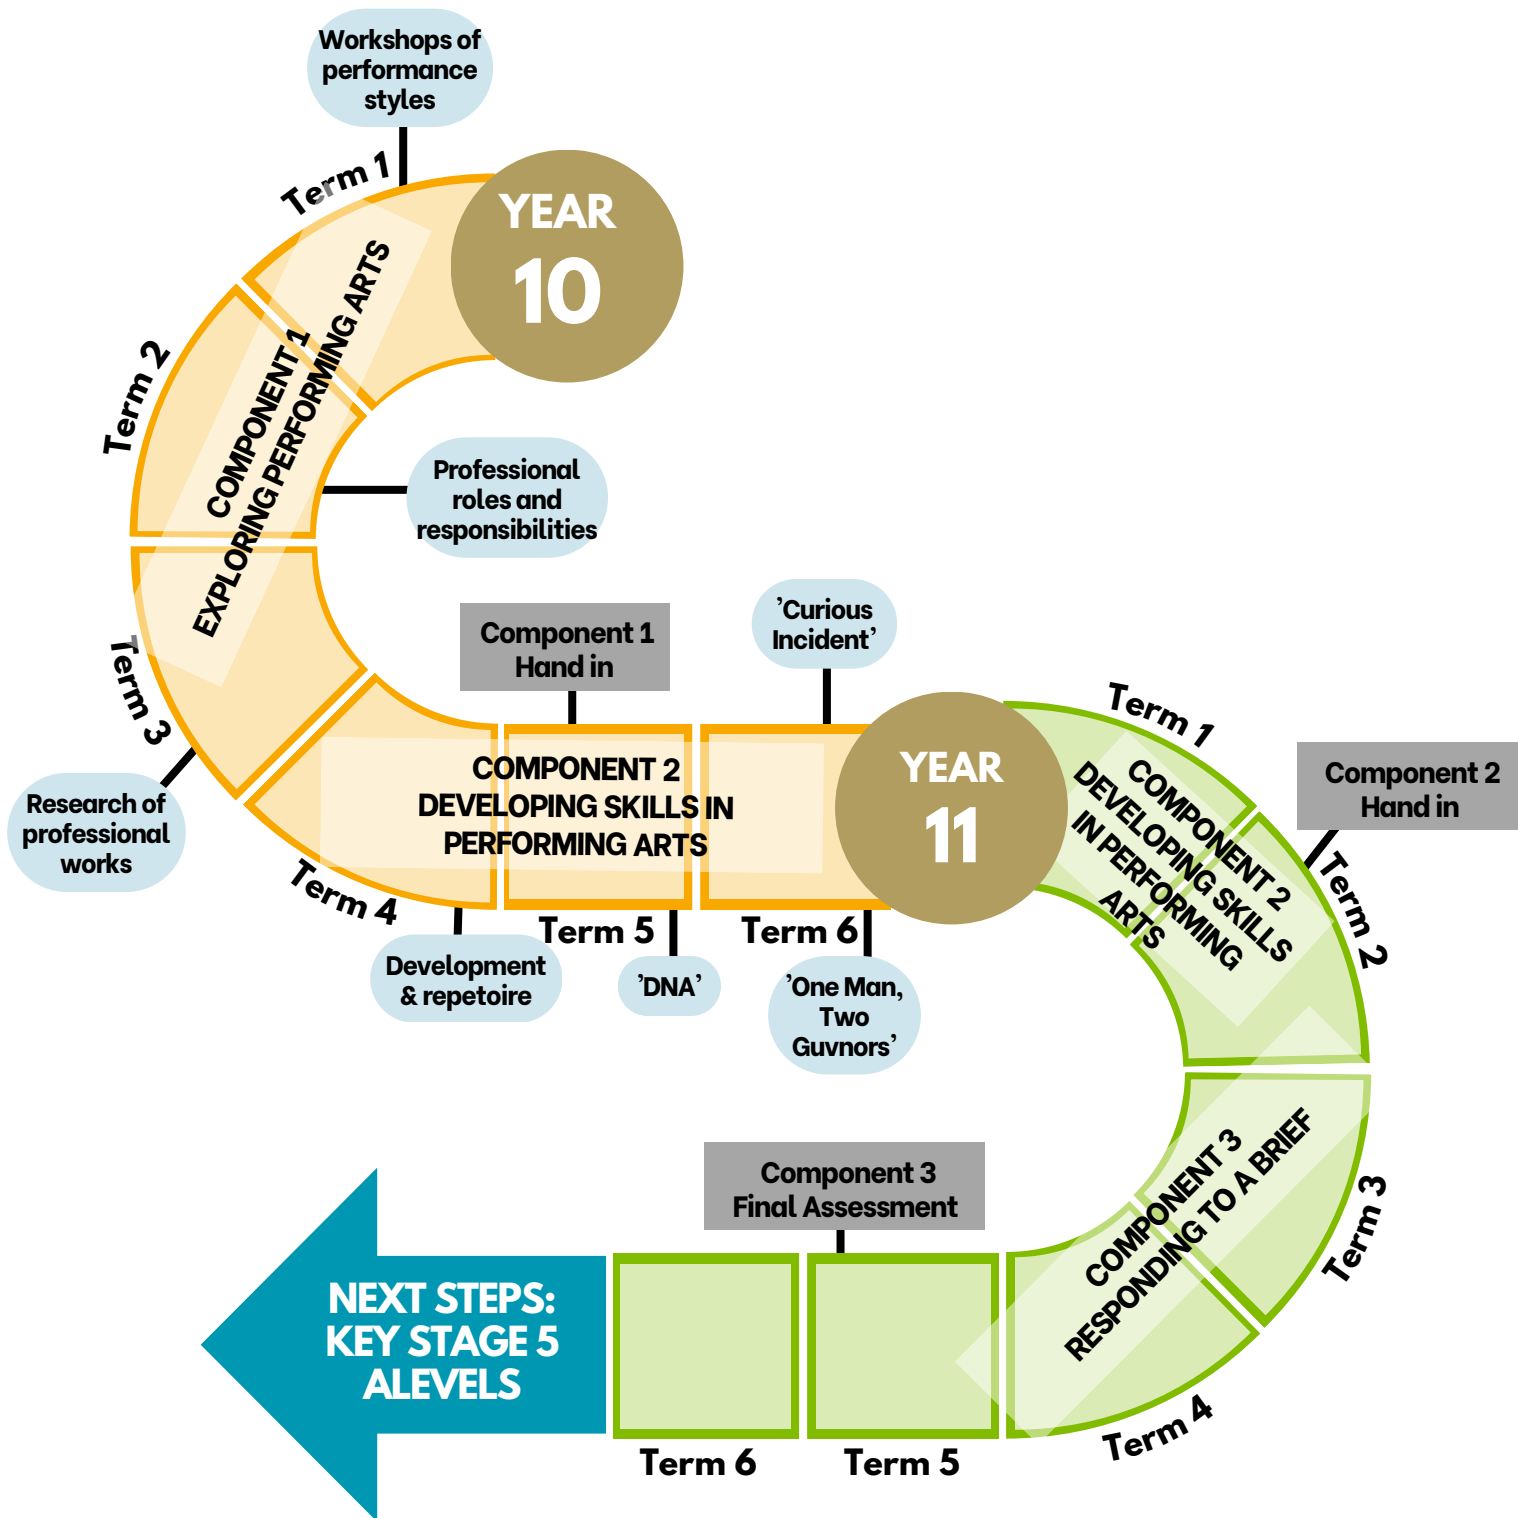 Workshops of
performance
styles
Term 1
YEAR
10
COMPONENT 1
EXPLORING PERFORMING ARTS
Term 2
Professional
roles and
responsibilities
Term 3
Research of
professional
works
Component 1
Hand in
'Curious
Incident'
COMPONENT 2
DEVELOPING SKILLS IN
PERFORMING ARTS
Term 4
Development
& repetoire
Term 5
'DNA'
Term 6
'One Man,
Two
Guvnors'
YEAR
11
Term 1
COMPONENT 2
DEVELOPING SKILLS
IN PERFORMING
ARTS
Component 2
Hand in
Term 2
COMPONENT 3
RESPONDING TO A BRIEF
Term 3
Term 4
Component 3
Final Assessment
Term 5
Term 6
NEXT STEPS:
KEY STAGE 5
ALEVELS